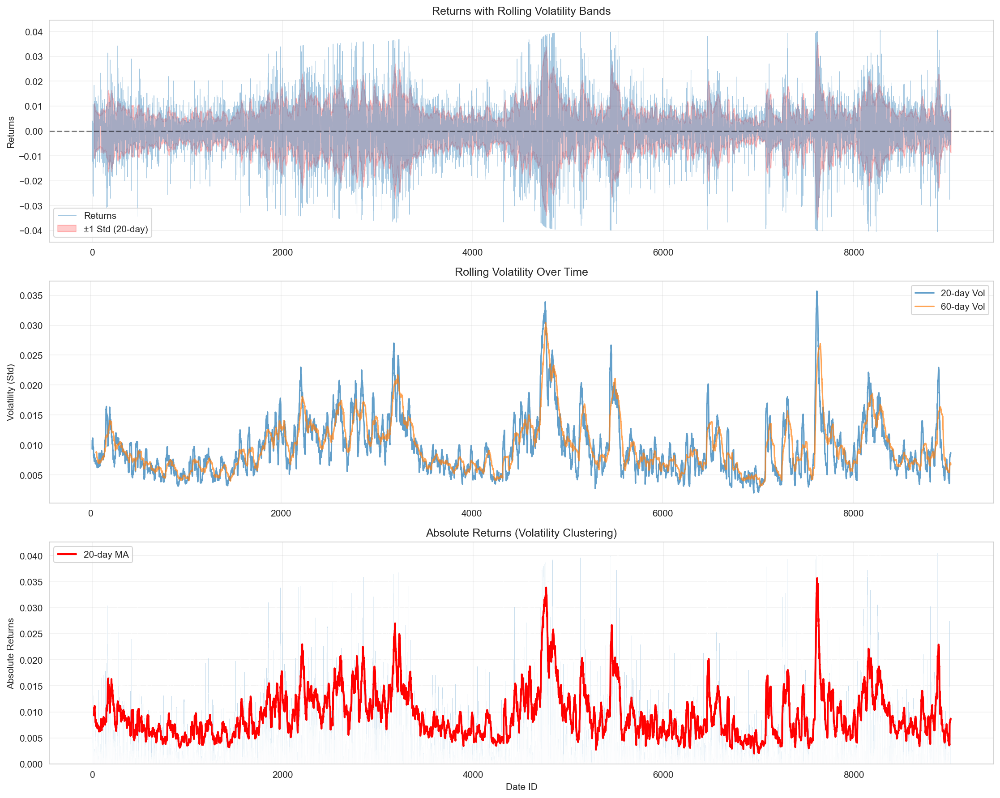 Returns with Rolling Volatility Bands
Returns
0.04
0.03
0.02
0.01
0.00
−0.01
−0.02
−0.03
−0.04
Returns
±1 Std (20-day)
0 2000 4000 6000 8000
Rolling Volatility Over Time
Volatility (Std)
0.035
0.030
0.025
0.020
0.015
0.010
0.005
20-day Vol
60-day Vol
0 2000 4000 6000 8000
Absolute Returns (Volatility Clustering)
Absolute Returns
0.040
0.035
0.030
0.025
0.020
0.015
0.010
0.005
0.000
20-day MA
0 2000 4000 6000 8000
Date ID